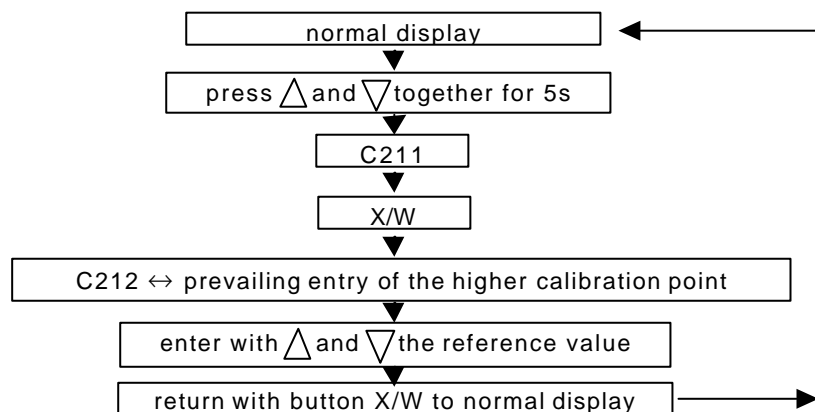 normal display
press △ and ▽ together for 5s
C211
X/W
C212 ↔ prevailing entry of the higher calibration point
enter with △ and ▽ the reference value
return with button X/W to normal display